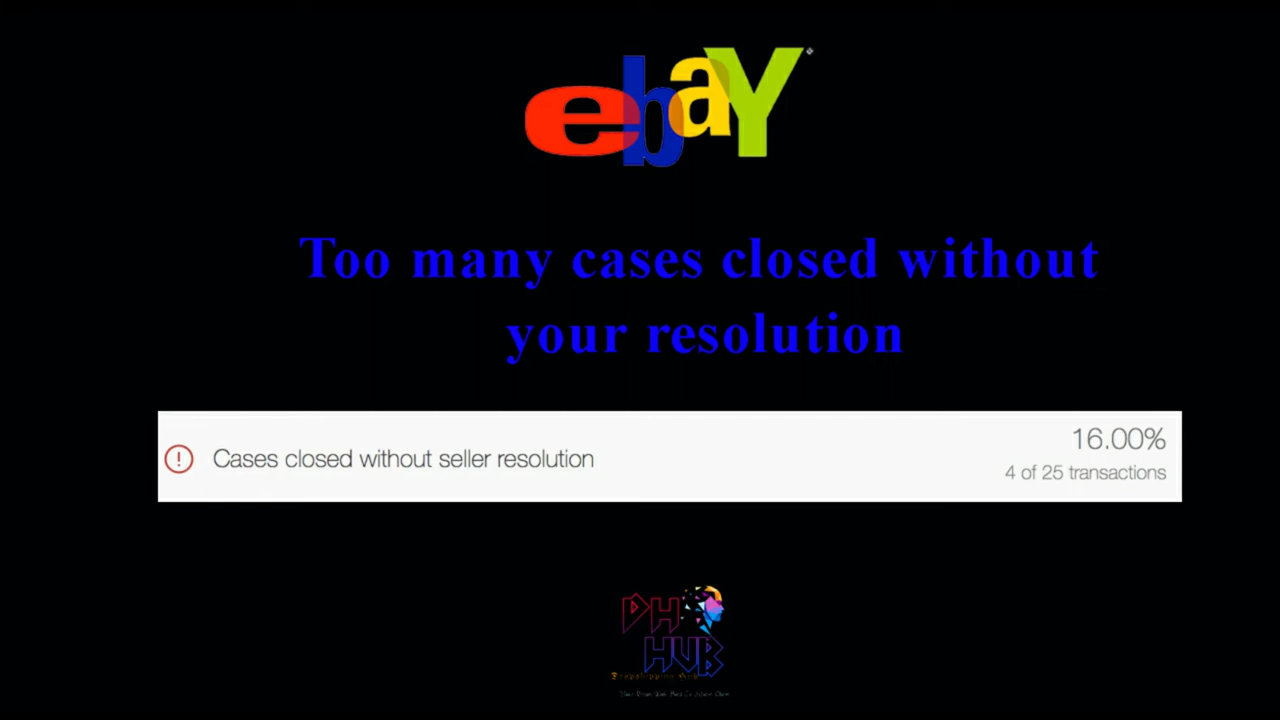 ebaY
Too many cases closed without
your resolution
Cases closed without seller resolution
16.00%
4 of 25 transactions
DH
HUB